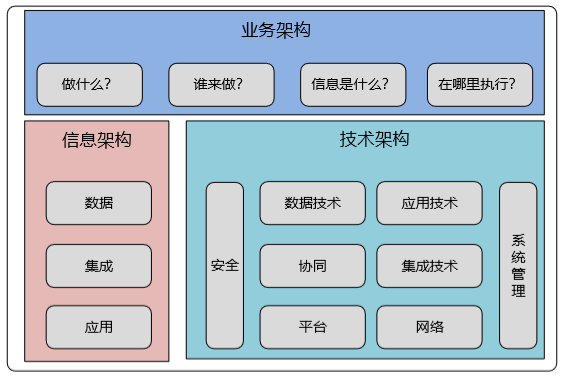 业务架构
做什么？
谁来做？
信息是什么？
在哪里执行？
信息架构
数据
集成
应用
技术架构
安全
数据技术
应用技术
协同
集成技术
平台
网络
系统管理